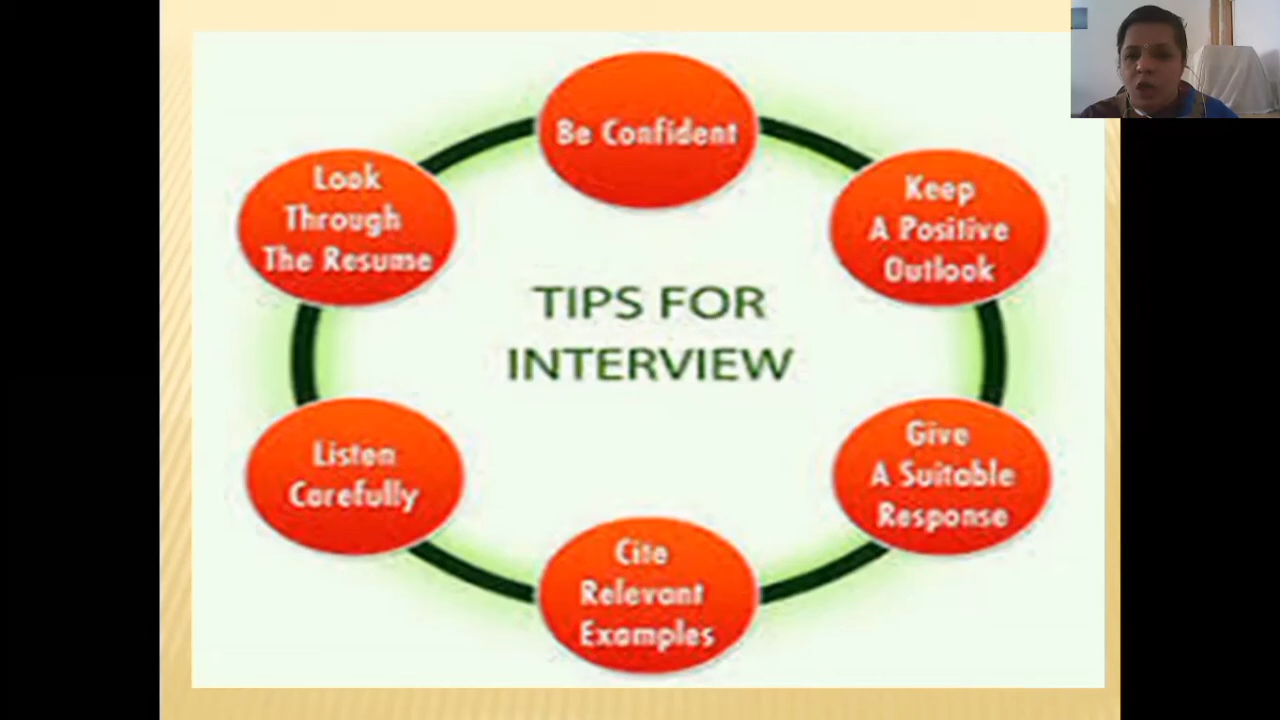 TIPS FOR
INTERVIEW
Be Confident
Keep
A Positive
Outlook
Give
A Suitable
Response
Cite
Relevant
Examples
Listen
Carefully
Look
Through
The Resume